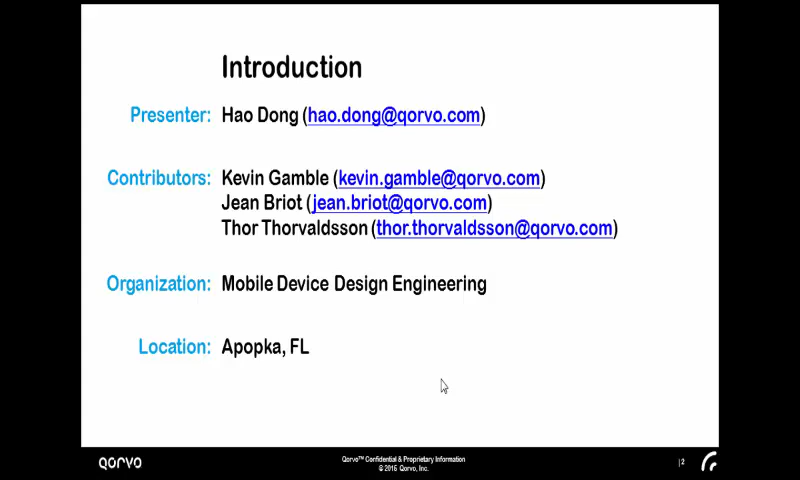 Introduction
Presenter: Hao Dong (hao.dong@qorvo.com)
Contributors: Kevin Gamble (kevin.gamble@qorvo.com)
Jean Briot (jean.briot@qorvo.com)
Thor Thorvaldsson (thor.thorvaldsson@qorvo.com)
Organization: Mobile Device Design Engineering
Location: Apopka, FL
QORVO
Qorvo™ Confidential & Proprietary Information
© 2015 Qorvo, Inc.
| 2